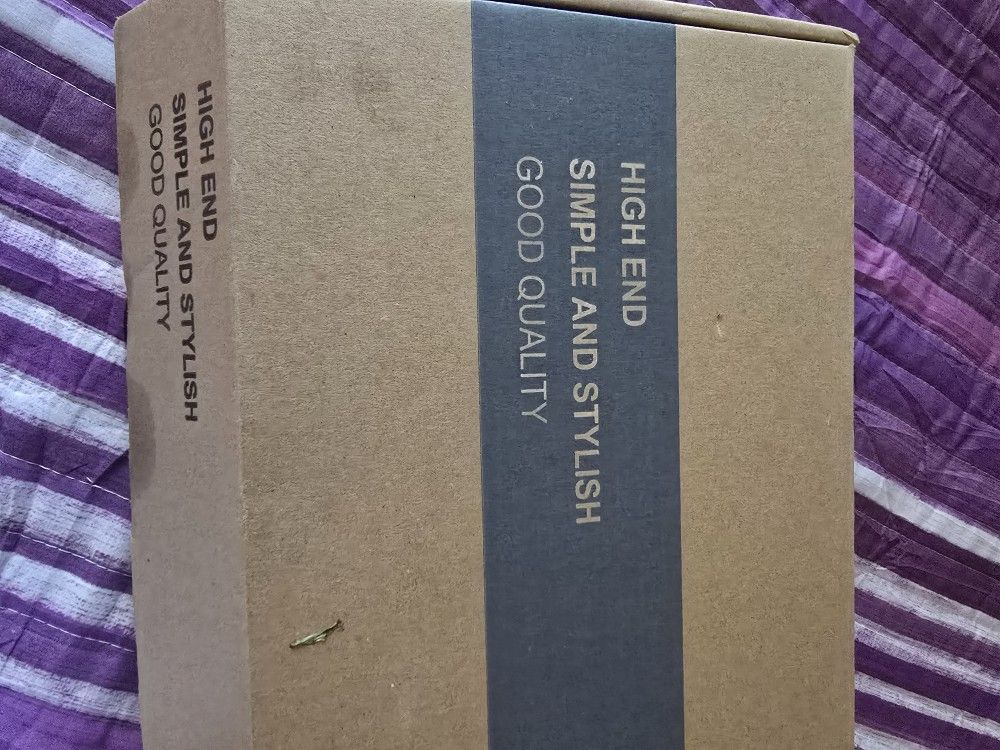 HIGH END
SIMPLE AND STYLISH
GOOD QUALITY
HIGH END
SIMPLE AND STYLISH
GOOD QUALITY